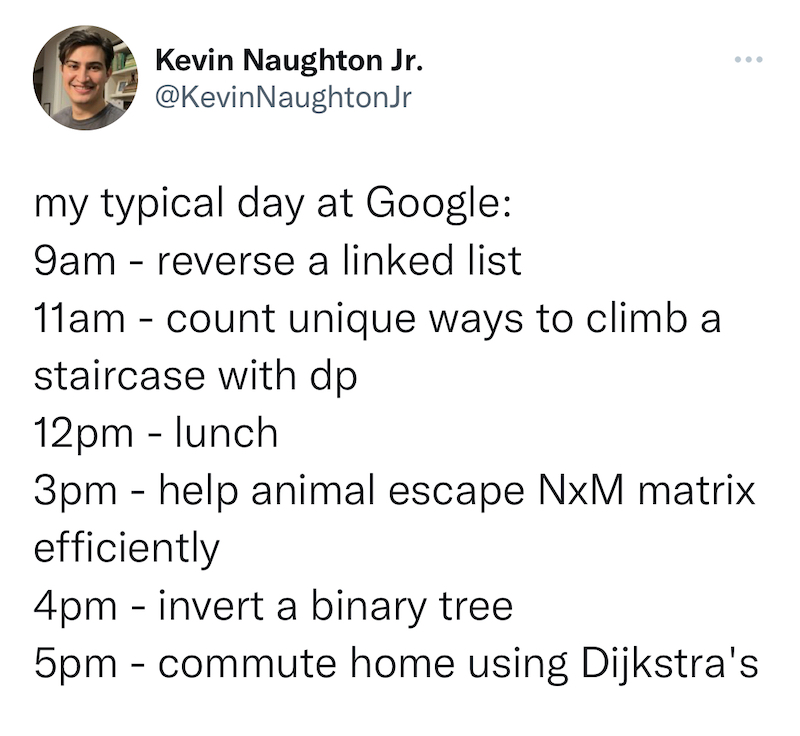 Kevin Naughton Jr.
@KevinNaughtonJr
my typical day at Google:
9am - reverse a linked list
11am - count unique ways to climb a
staircase with dp
12pm - lunch
3pm - help animal escape NxM matrix
efficiently
4pm - invert a binary tree
5pm - commute home using Dijkstra's